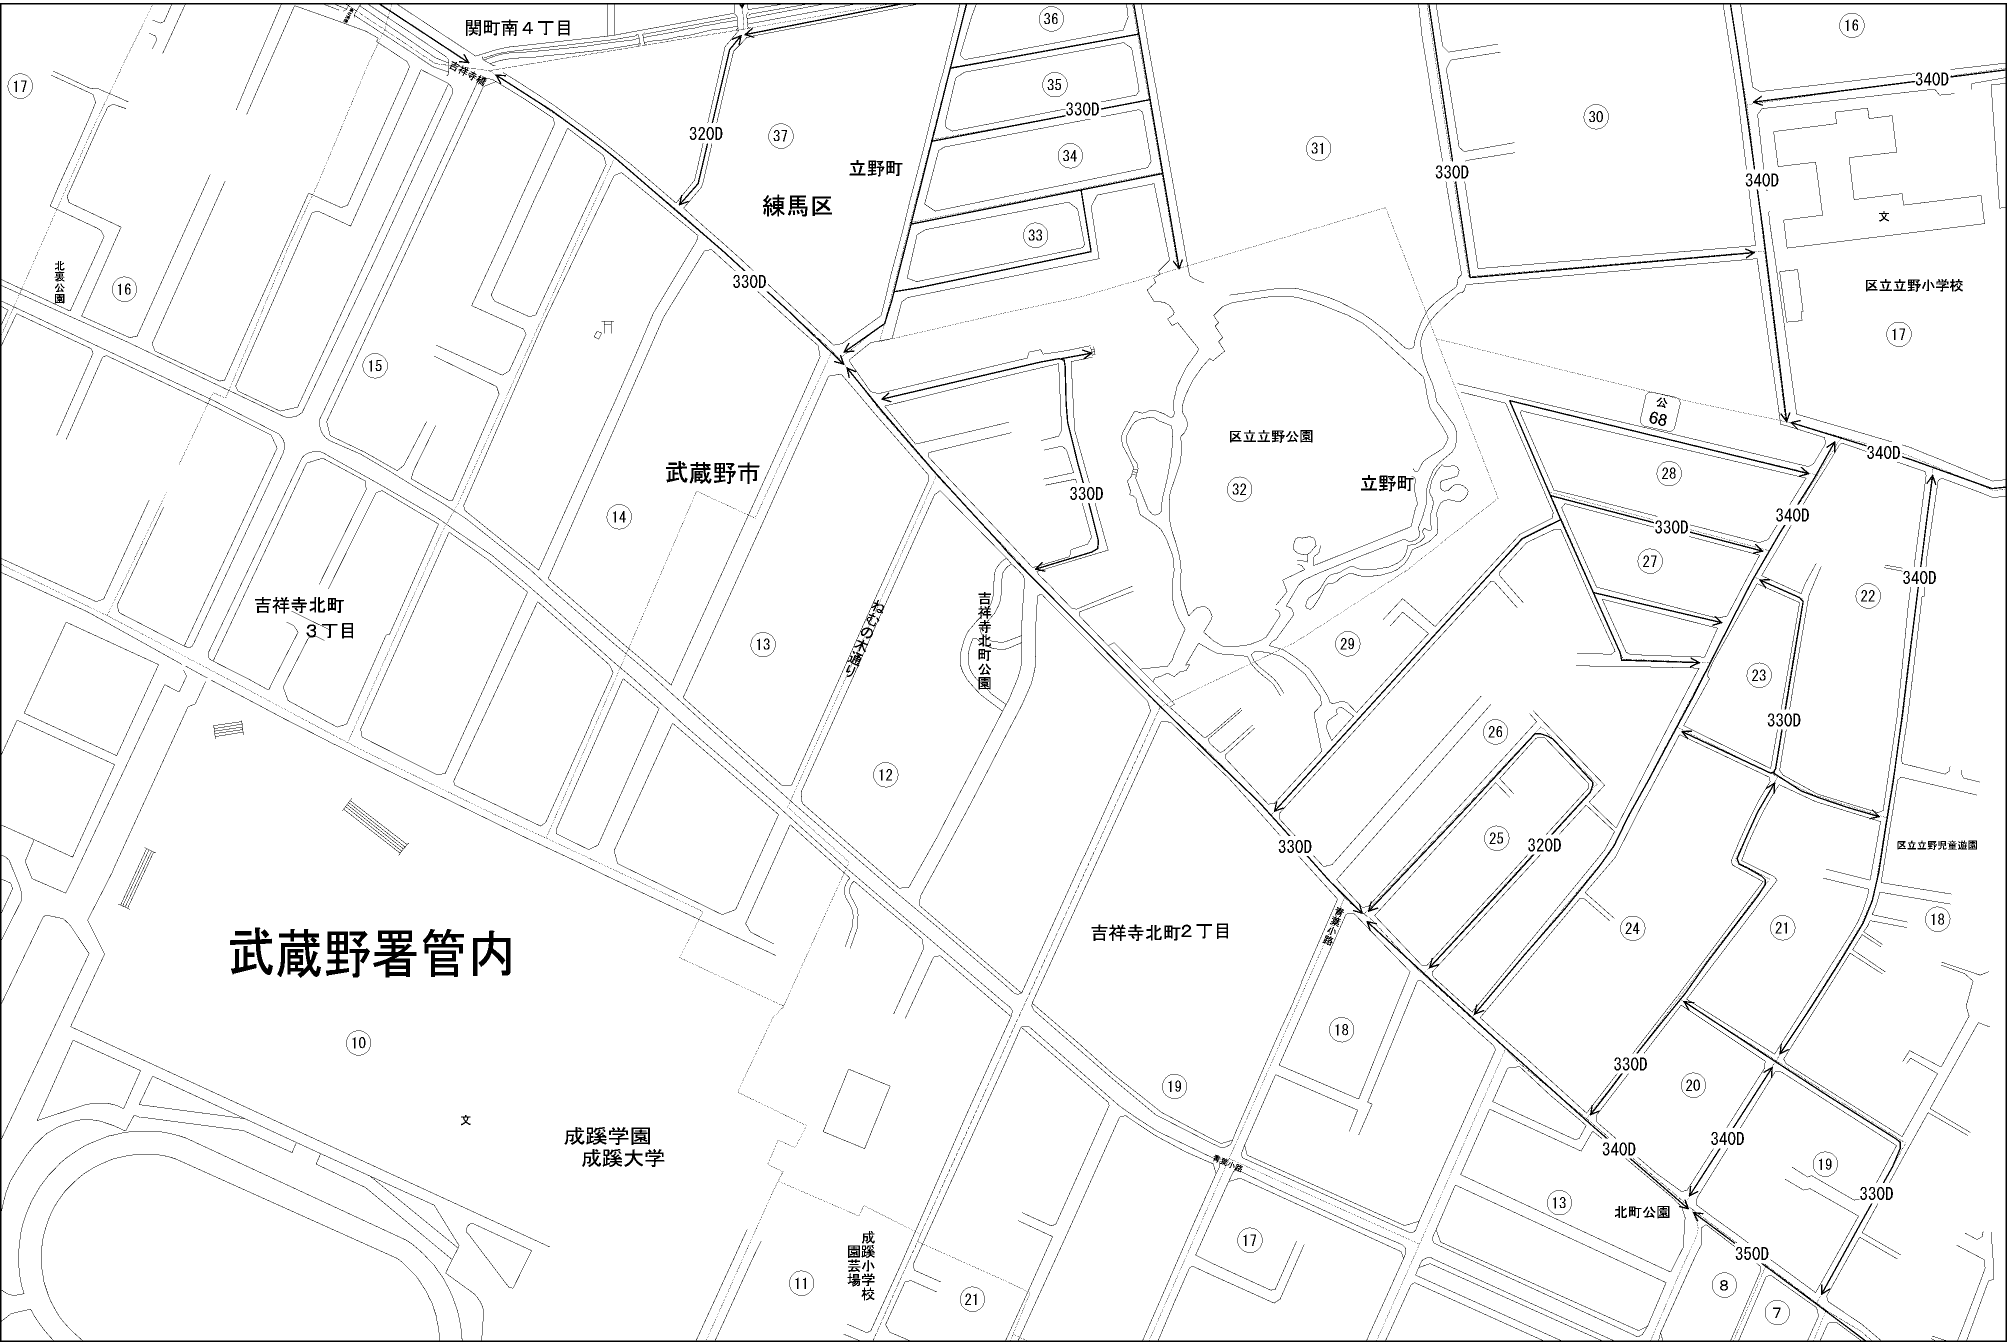 関町南４丁目
36
16
17
吉祥寺橋
35
340D
330D
30
320D
37
34
31
立野町
330D
340D
練馬区
文
33
北裏公園
16
330D
区立立野小学校
17
15
公
68
区立立野公園
340D
武蔵野市
28
立野町
32
330D
14
340D
330D
27
340D
吉祥寺北町
３丁目
ねむの木通り
吉祥寺北町公園
22
13
29
23
330D
26
12
25
320D
330D
区立立野児童遊園
武蔵野署管内
吉祥寺北町２丁目
青葉小路
24
21
18
10
18
330D
19
20
文
成蹊学園
成蹊大学
340D
340D
青葉小路
19
330D
13
北町公園
成蹊小学校
園芸場
17
350D
11
21
8
7